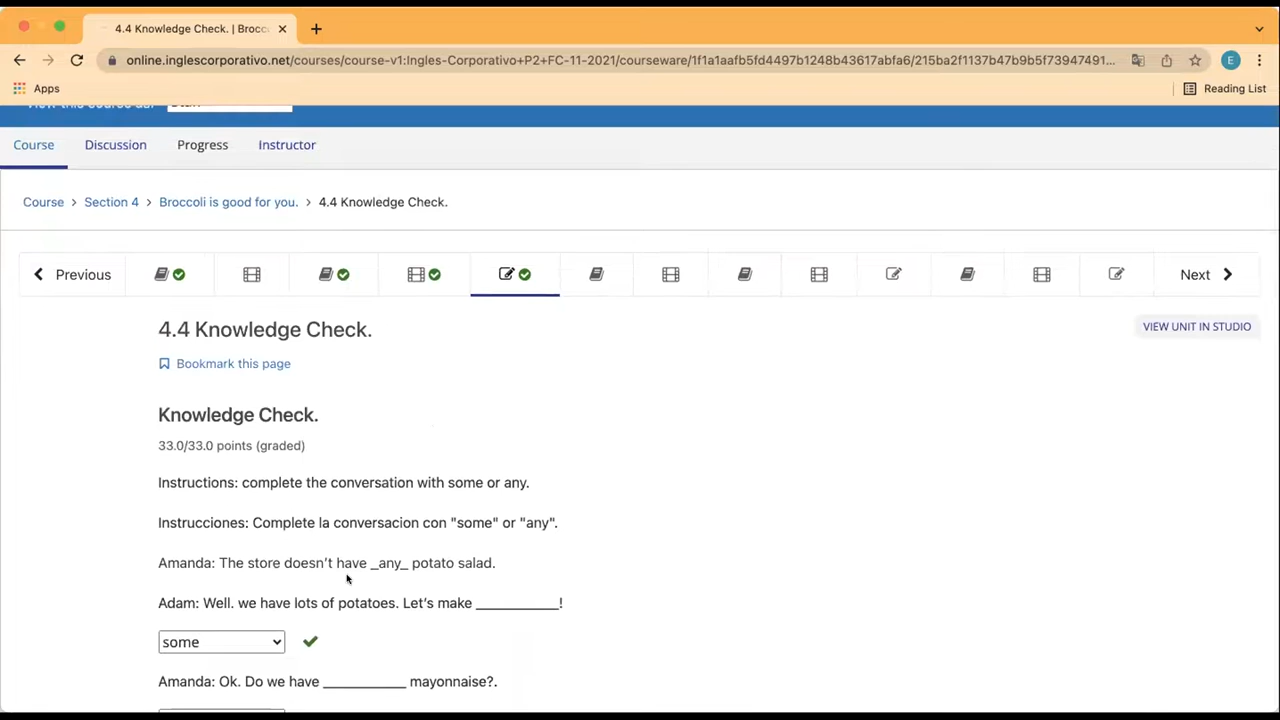 4.4 Knowledge Check. | Brocc
online.inglescorporativo.net/courses/course-v1:Ingles-Corporativo+P2+FC-11-2021/courseware/1f1a1aafb5fd4497b1248b43617abfa6/215ba2f1137b47b9b5f73947491...
E
Apps
Reading List
View this course as:
Course
Discussion
Progress
Instructor
Course > Section 4 > Broccoli is good for you. > 4.4 Knowledge Check.
Previous
Next
4.4 Knowledge Check.
VIEW UNIT IN STUDIO
Bookmark this page
Knowledge Check.
33.0/33.0 points (graded)
Instructions: complete the conversation with some or any.
Instrucciones: Complete la conversacion con "some" or "any".
Amanda: The store doesn't have _any_ potato salad.
Adam: Well. we have lots of potatoes. Let's make ___________!
some
Amanda: Ok. Do we have ___________ mayonnaise?.